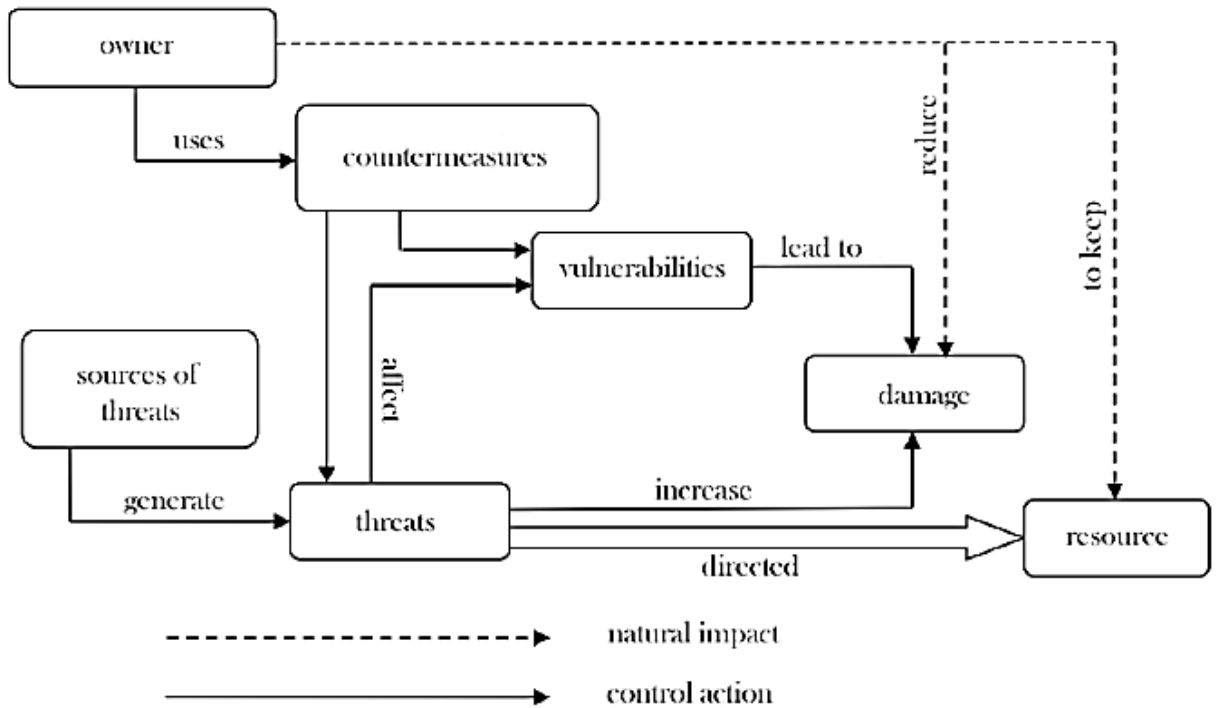 owner
uses
countermeasures
reduce
to keep
vulnerabilities
lead to
sources of
threats
affect
damage
generate
threats
increase
directed
resource
natural impact
control action